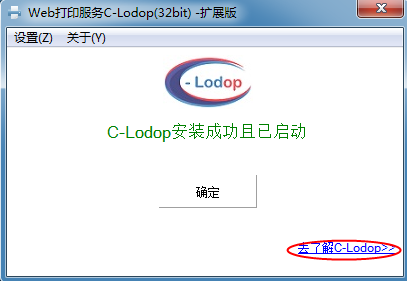 Web打印服务C-Lodop(32bit) -扩展版
设置(Z) 关于(Y)
C-Lodop
C-Lodop安装成功且已启动
确定
去了解C-Lodop>>